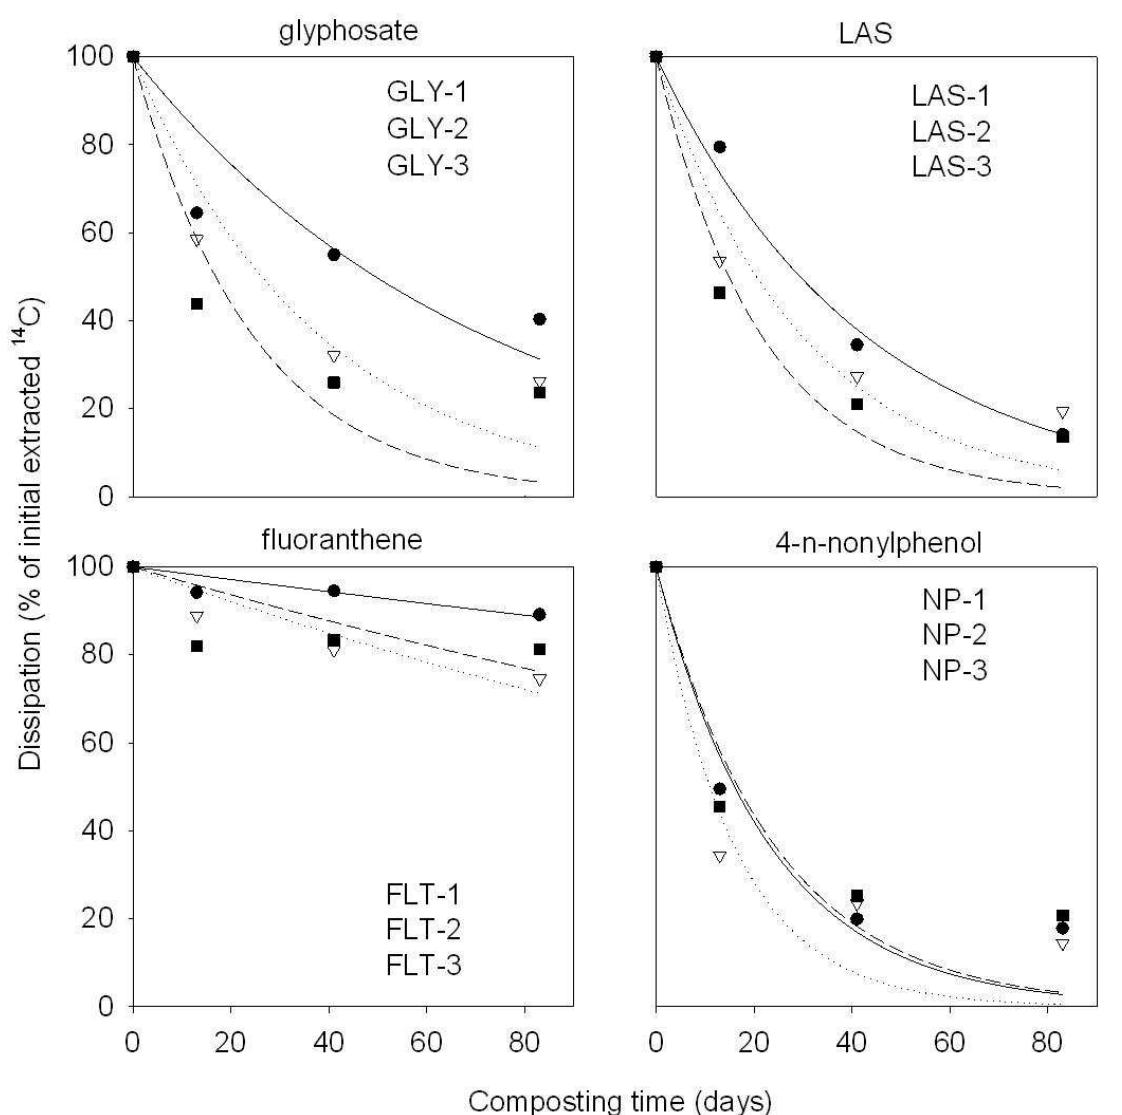 glyphosate
LAS
100
80
60
40
20
0
GLY-1
GLY-2
GLY-3
LAS-1
LAS-2
LAS-3
Dissipation (% of initial extracted ¹⁴C)
fluoranthene
4-n-nonylphenol
100
80
60
40
20
0
FLT-1
FLT-2
FLT-3
NP-1
NP-2
NP-3
0 20 40 60 80
0 20 40 60 80
Composting time (days)